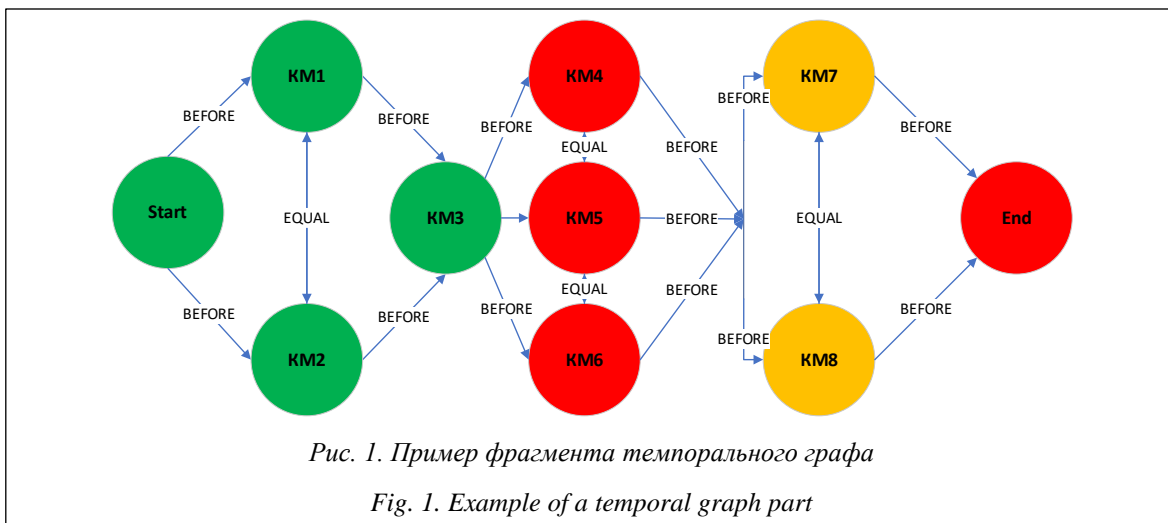 KM1
KM4
KM7
BEFORE
BEFORE
BEFORE
BEFORE
BEFORE
BEFORE
EQUAL
Start
EQUAL
KM3
KM5
BEFORE
EQUAL
End
EQUAL
BEFORE
BEFORE
BEFORE
BEFORE
BEFORE
BEFORE
KM2
KM6
KM8
Рис. 1. Пример фрагмента темпорального графа
Fig. 1. Example of a temporal graph part